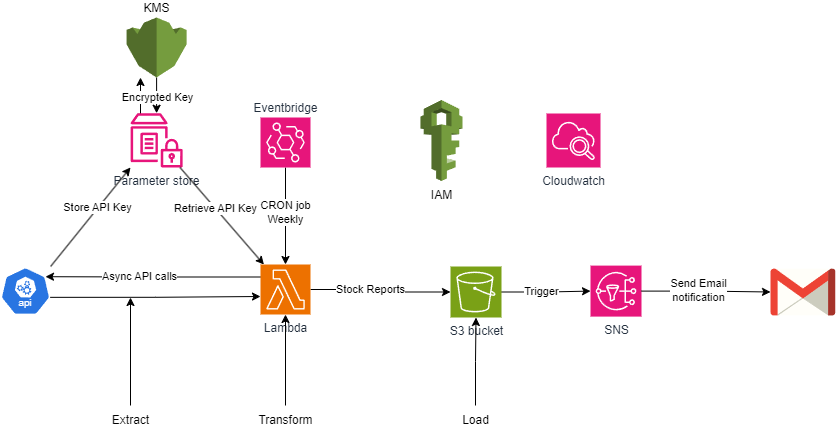 KMS
Encrypted Key
Eventbridge
Parameter store
IAM
Cloudwatch
Store API Key
Retrieve API Key
CRON job
Weekly
Async API calls
api
Lambda
Stock Reports
S3 bucket
Trigger
SNS
Send Email
notification
Extract
Transform
Load